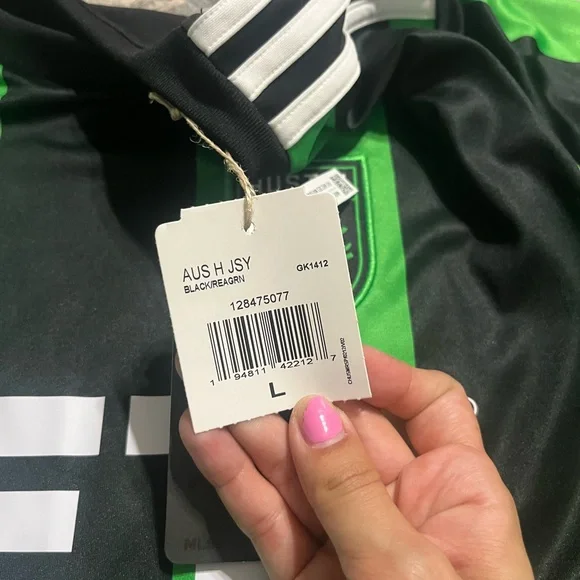 AUS H JSY
GK1412
BLACK/REAGRN
128475077
1 94811 42212 7
L